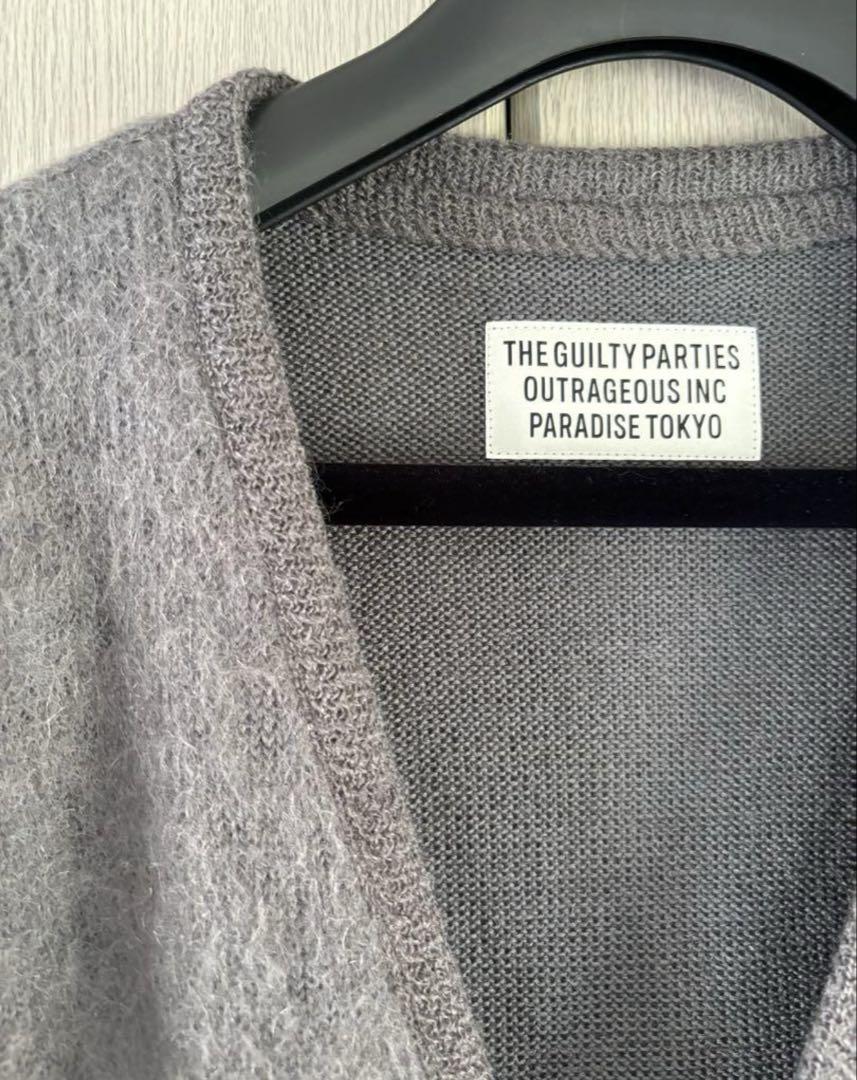 THE GUILTY PARTIES
OUTRAGEOUS INC
PARADISE TOKYO